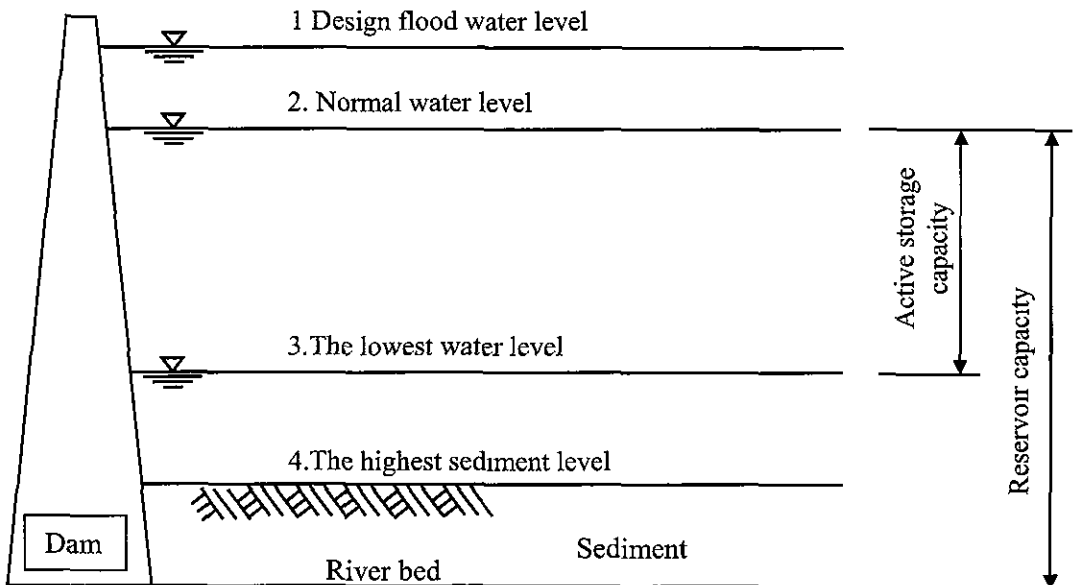 1 Design flood water level
2. Normal water level
Active storage
capacity
Reservoir capacity
3.The lowest water level
4.The highest sediment level
Dam
River bed
Sediment